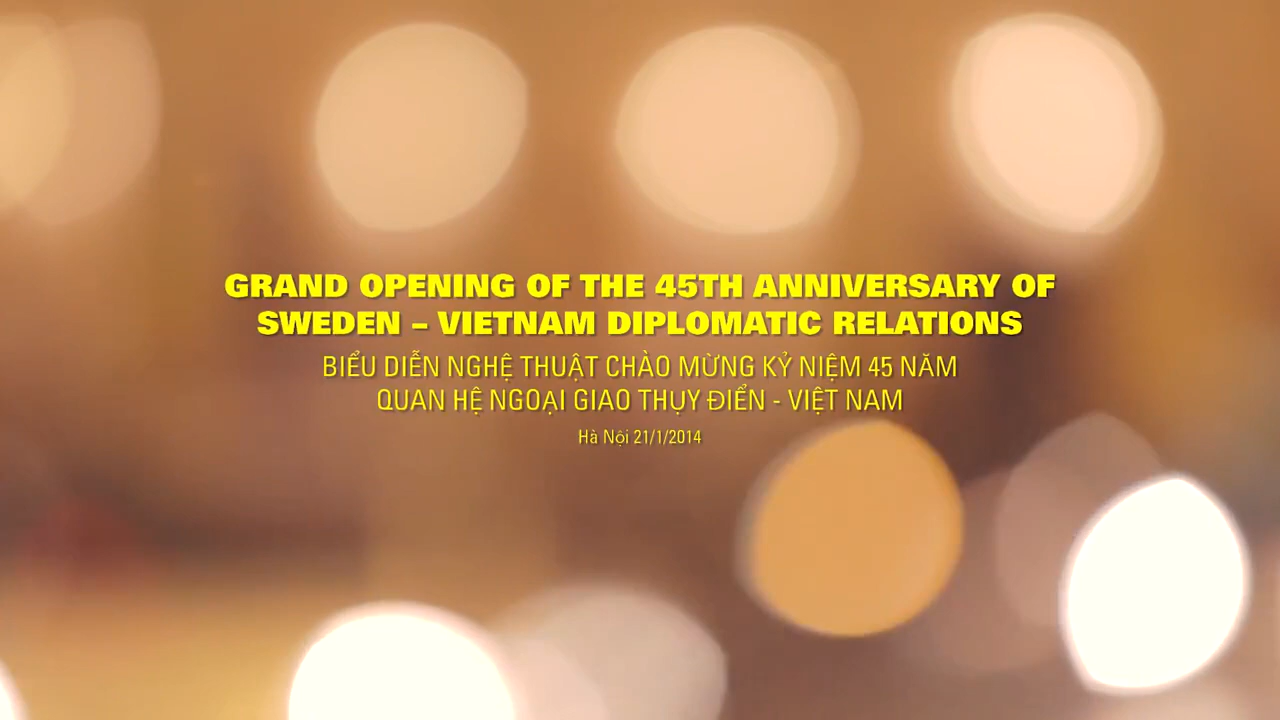 GRAND OPENING OF THE 45TH ANNIVERSARY OF
SWEDEN – VIETNAM DIPLOMATIC RELATIONS
BIỂU DIỄN NGHỆ THUẬT CHÀO MỪNG KỶ NIỆM 45 NĂM
QUAN HỆ NGOẠI GIAO THỤY ĐIỂN - VIỆT NAM
Hà Nội 21/1/2014